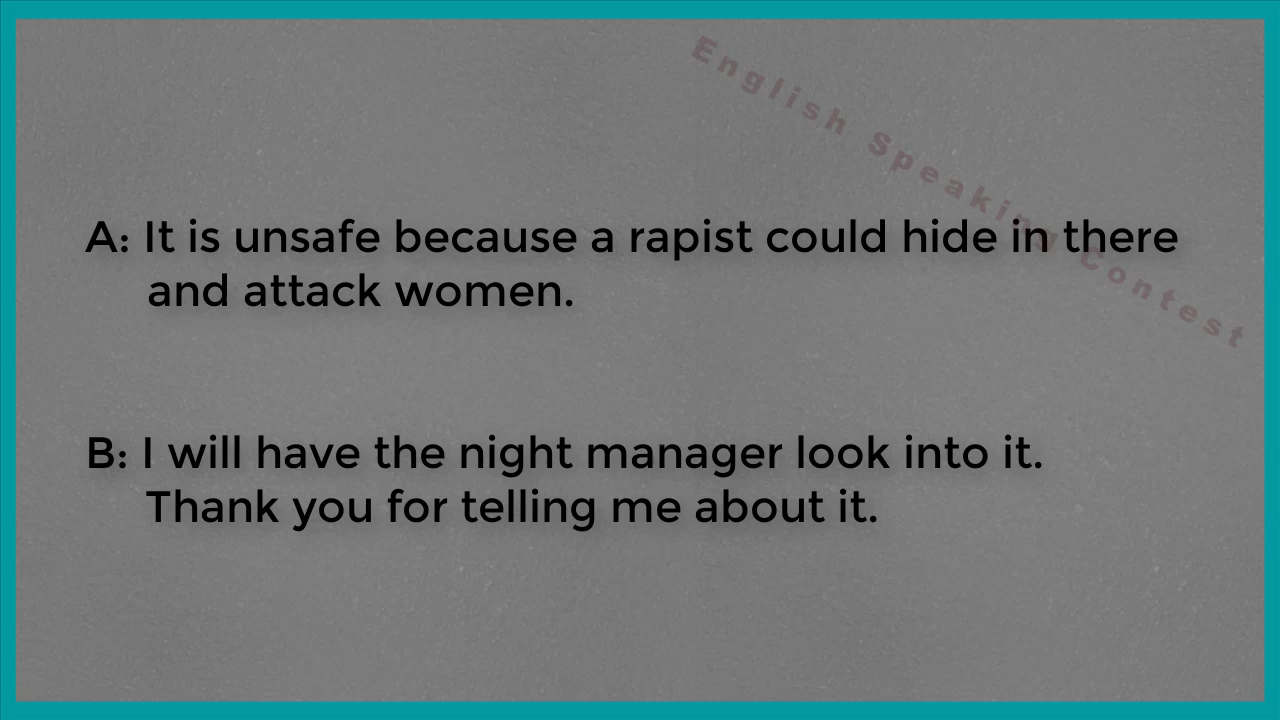 English Speaking Contest
A: It is unsafe because a rapist could hide in there
and attack women.
B: I will have the night manager look into it.
Thank you for telling me about it.